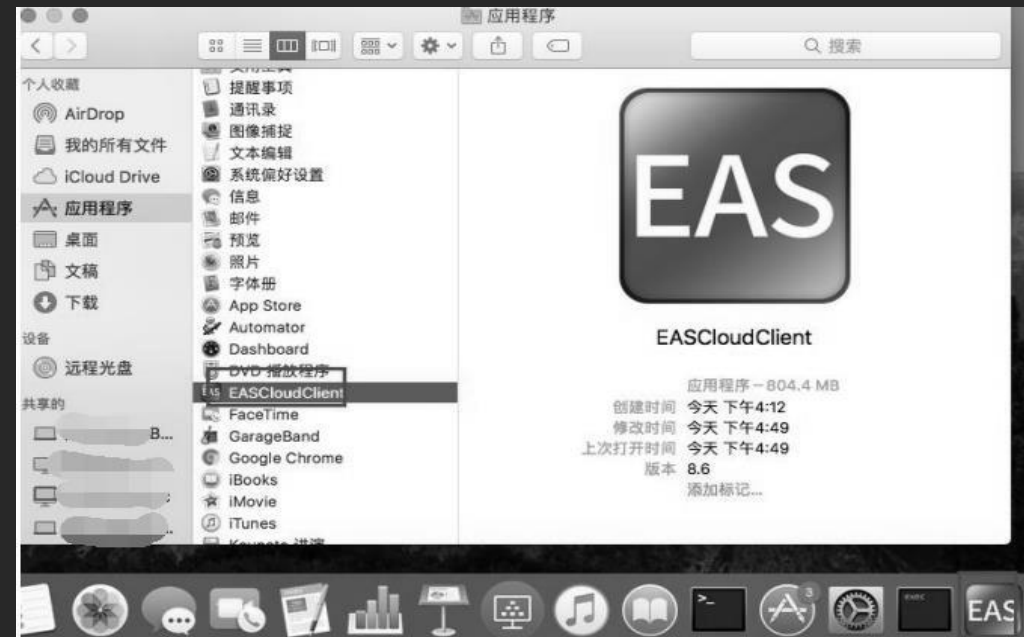 应用程序
搜索
个人收藏
AirDrop
我的所有文件
iCloud Drive
应用程序
桌面
文稿
下载
设备
远程光盘
共享的
B...
提醒事项
通讯录
图像捕捉
文本编辑
系统偏好设置
信息
邮件
预览
照片
字体册
App Store
Automator
Dashboard
DVD 播放程序
EAS EASCloudClient
FaceTime
GarageBand
Google Chrome
iBooks
iMovie
iTunes
Keynote 讲演
EAS
EASCloudClient
应用程序 – 804.4 MB
创建时间 今天 下午4:12
修改时间 今天 下午4:49
上次打开时间 今天 下午4:49
版本 8.6
添加标记...
>_
3
exec
EAS